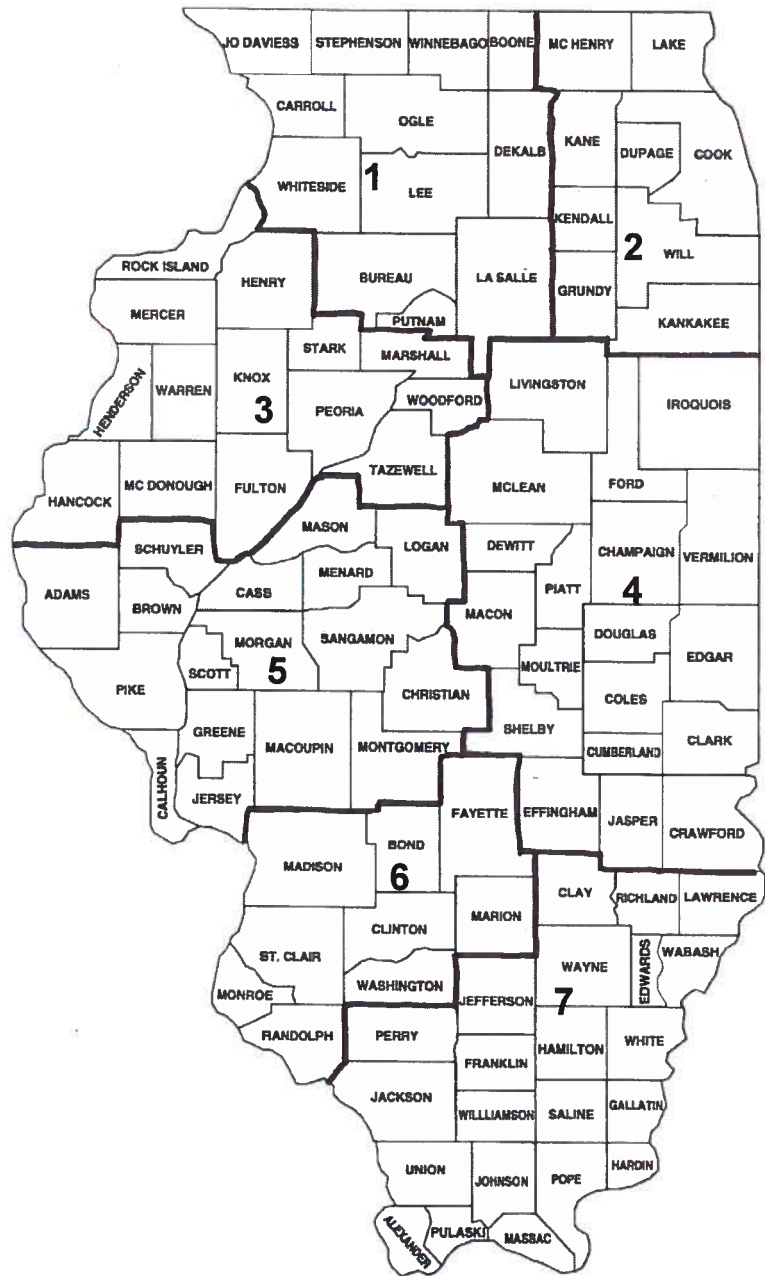 JO DAVIESS STEPHENSON WINNEBAGO BOONE MC HENRY LAKE
CARROLL OGLE DEKALB KANE DUPAGE COOK
WHITESIDE 1 LEE KENDALL 2 WILL
ROCK ISLAND HENRY BUREAU LA SALLE GRUNDY
MERCER PUTNAM KANKAKEE
HENDERSON WARREN KNOX STARK MARSHALL LIVINGSTON IROQUOIS
3 PEORIA WOODFORD
HANCOCK MC DONOUGH FULTON TAZEWELL MCLEAN FORD
SCHUYLER MASON LOGAN DEWITT CHAMPAIGN VERMILION
ADAMS BROWN CASS MENARD MACON PIATT 4
MORGAN SANGAMON DOUGLAS EDGAR
PIKE SCOTT 5 CHRISTIAN MOULTRIE COLES
GREENE MACOUPIN MONTGOMERY SHELBY CUMBERLAND CLARK
CALHOUN JERSEY FAYETTE EFFINGHAM JASPER CRAWFORD
MADISON BOND
6 CLAY RICHLAND LAWRENCE
CLINTON MARION
ST. CLAIR WAYNE EDWARDS WABASH
MONROE WASHINGTON JEFFERSON 7
RANDOLPH PERRY HAMILTON WHITE
FRANKLIN
JACKSON WILLLIAMSON SALINE GALLATIN
UNION JOHNSON POPE HARDIN
ALEXANDER PULASKI MASSAC